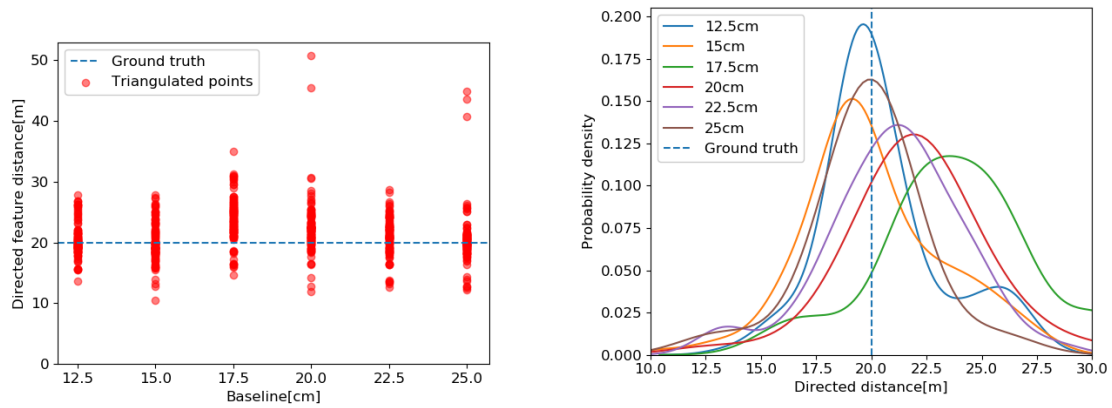 Ground truth
Triangulated points
50
40
30
20
10
0
Directed feature distance[m]
12.5 15.0 17.5 20.0 22.5 25.0
Baseline[cm]
12.5cm
15cm
17.5cm
20cm
22.5cm
25cm
Ground truth
0.200
0.175
0.150
0.125
0.100
0.075
0.050
0.025
0.000
Probability density
10.0 12.5 15.0 17.5 20.0 22.5 25.0 27.5 30.0
Directed distance[m]